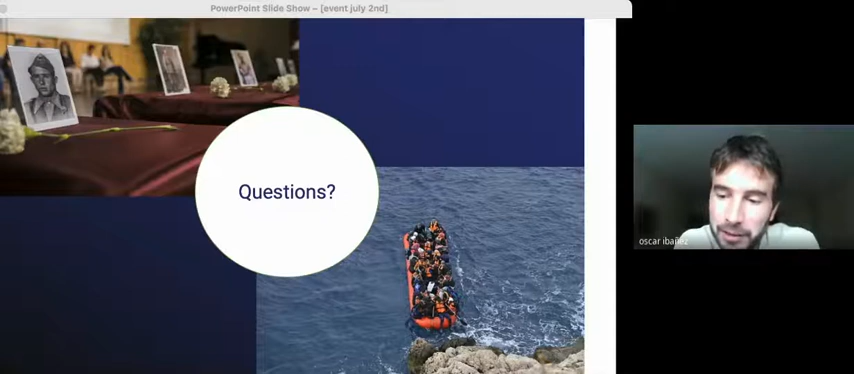 PowerPoint Slide Show – [event july 2nd]
Questions?
oscar ibañez